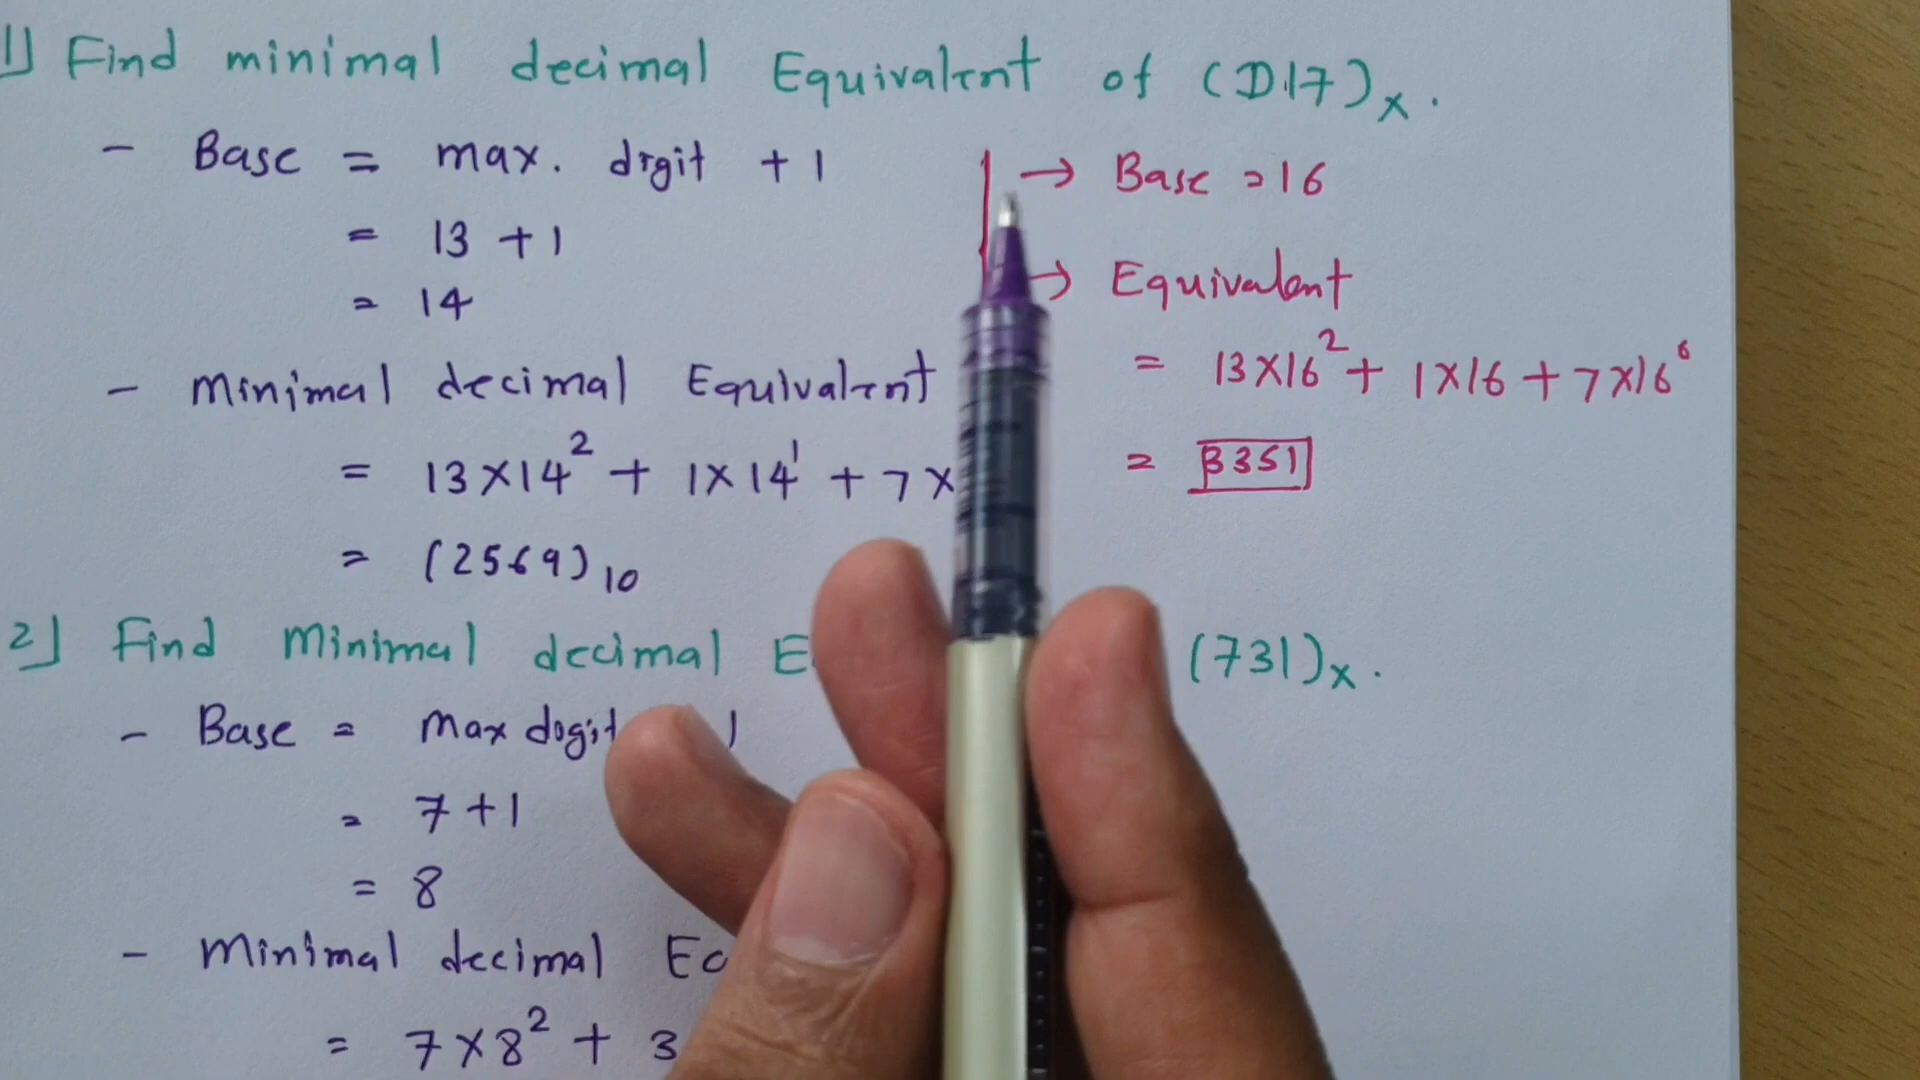 1) Find minimal decimal Equivalent of (D17)x.
- Base = max. digit + 1
= 13 + 1
= 14
- Minimal decimal Equivalent
= 13×14² + 1×14¹ + 7×
= (2569)10
→ Base = 16
→ Equivalent
= 13×16² + 1×16 + 7×16⁰
= 3351
2) Find Minimal decimal E (731)x.
- Base = Max digit 1
= 7 + 1
= 8
- Minimal decimal Eq
= 7×8² + 3